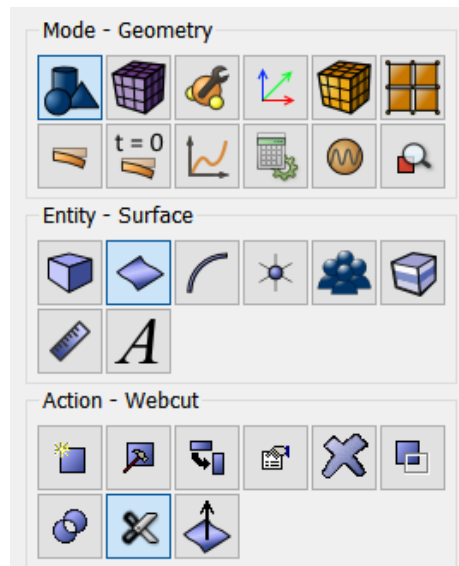 Mode - Geometry
t = 0
Entity - Surface
A
Action - Webcut